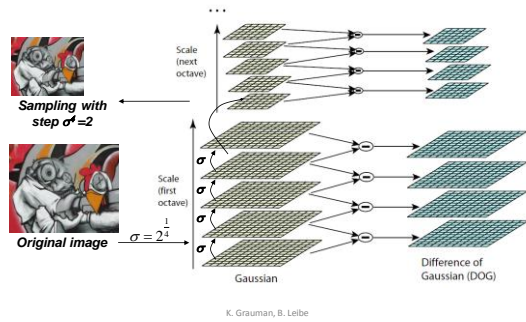 ...
Scale
(next
octave)
Sampling with
step σ⁴=2
Scale
(first
octave)
σ
σ
σ
σ
Original image
σ = 2^{1/4}
Gaussian
Difference of
Gaussian (DOG)
K. Grauman, B. Leibe